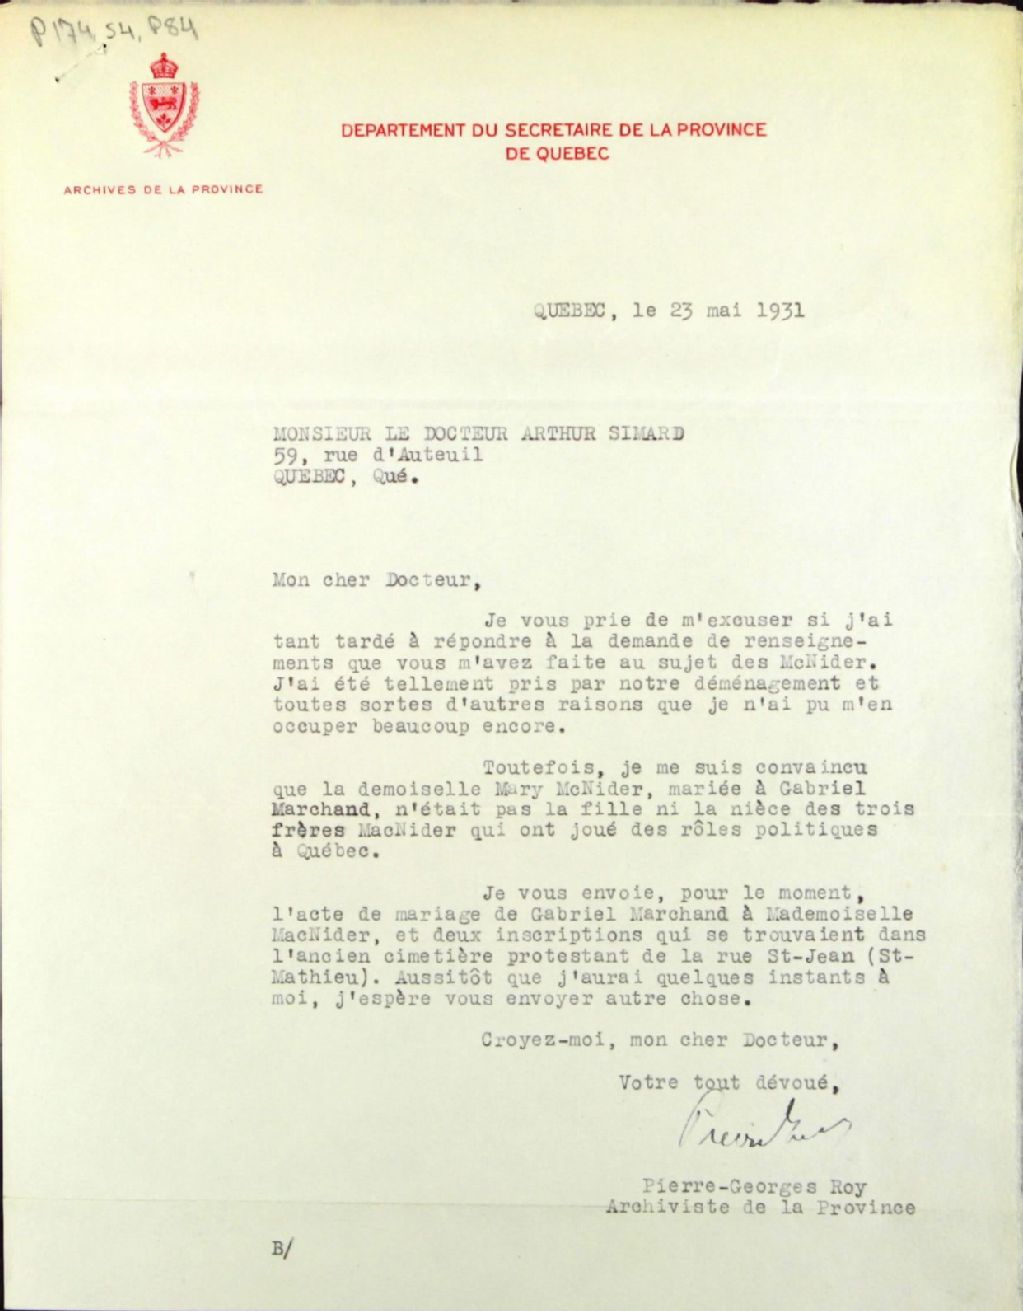 P174, S4, P84
DEPARTEMENT DU SECRETAIRE DE LA PROVINCE
DE QUEBEC
ARCHIVES DE LA PROVINCE
QUEBEC, le 23 mai 1931
MONSIEUR LE DOCTEUR ARTHUR SIMARD
59, rue d'Auteuil
QUEBEC, Qué.
Mon cher Docteur,
Je vous prie de m'excuser si j'ai
tant tardé à répondre à la demande de renseigne-
ments que vous m'avez faite au sujet des McNider.
J'ai été tellement pris par notre déménagement et
toutes sortes d'autres raisons que je n'ai pu m'en
occuper beaucoup encore.
Toutefois, je me suis convaincu
que la demoiselle Mary McNider, mariée à Gabriel
Marchand, n'était pas la fille ni la nièce des trois
frères MacNider qui ont joué des rôles politiques
à Québec.
Je vous envoie, pour le moment,
l'acte de mariage de Gabriel Marchand à Mademoiselle
MacNider, et deux inscriptions qui se trouvaient dans
l'ancien cimetière protestant de la rue St-Jean (St-
Mathieu). Aussitôt que j'aurai quelques instants à
moi, j'espère vous envoyer autre chose.
Croyez-moi, mon cher Docteur,
Votre tout dévoué,
Pierre-Georges Roy
Archiviste de la Province
B/